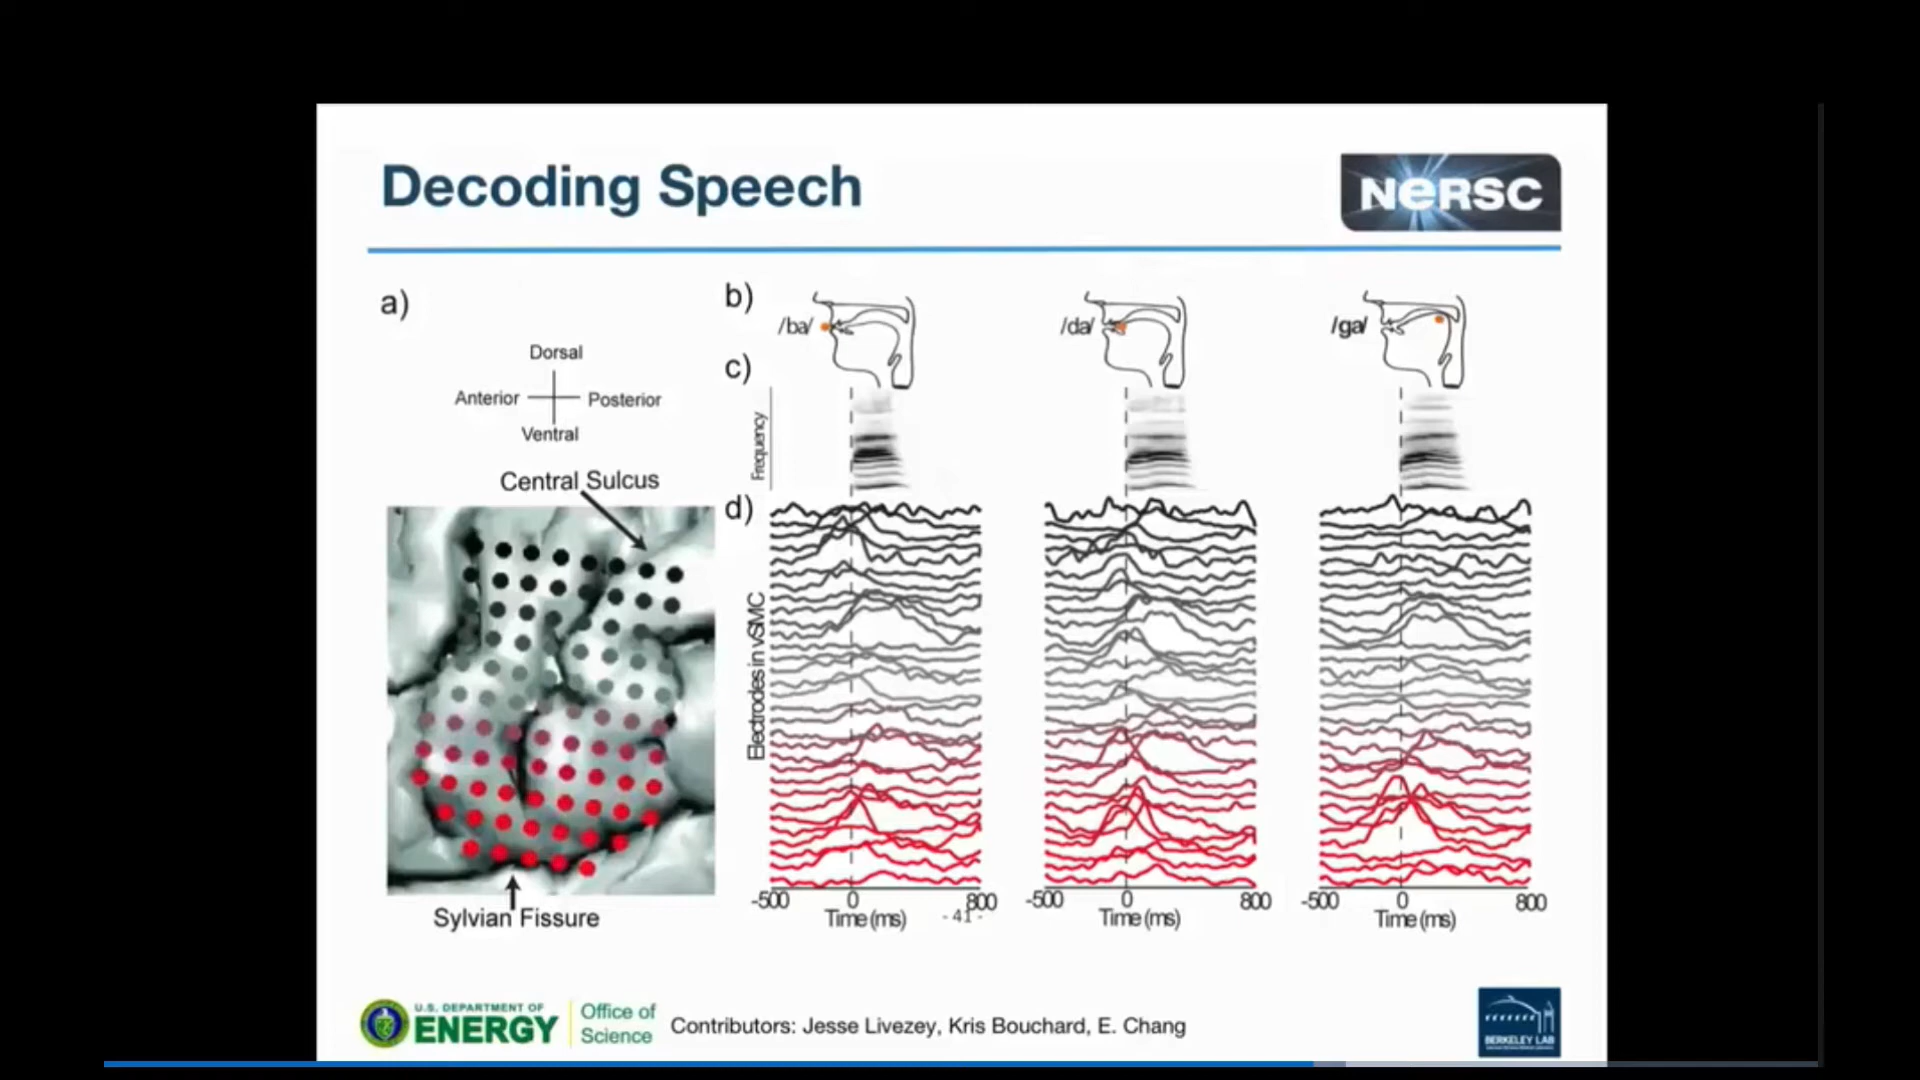 Decoding Speech
NERSC
a)
Dorsal
Anterior
Posterior
Ventral
Central Sulcus
Sylvian Fissure
b)
/ba/
/da/
/ga/
c)
Frequency
d)
Electrodes in vSMC
-500 0 800
Time (ms)
-500 0 800
Time (ms)
-500 0 800
Time (ms)
- 41 -
U.S. DEPARTMENT OF
ENERGY
Office of
Science
Contributors: Jesse Livezey, Kris Bouchard, E. Chang
BERKELEY LAB